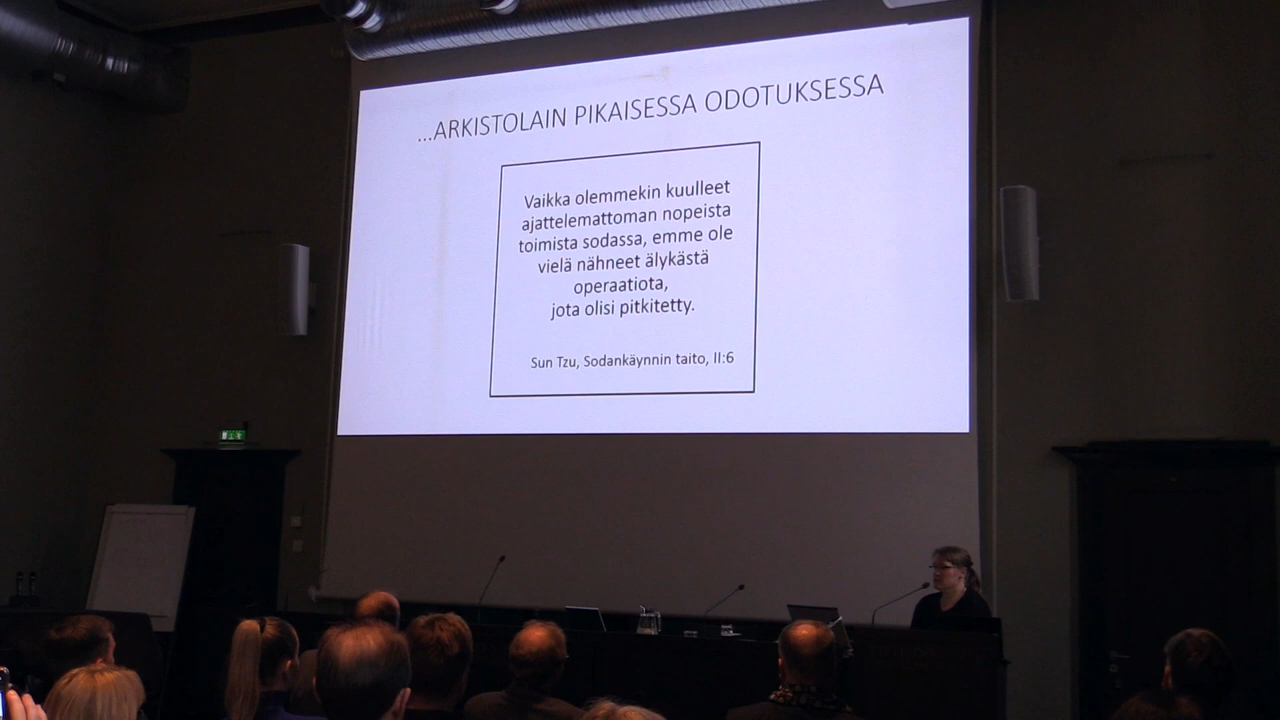 ...ARKISTOLAIN PIKAISESSA ODOTUKSESSA
Vaikka olemmekin kuulleet
ajattelemattoman nopeista
toimista sodassa, emme ole
vielä nähneet älykästä
operaatiota,
jota olisi pitkitetty.
Sun Tzu, Sodankäynnin taito, II:6